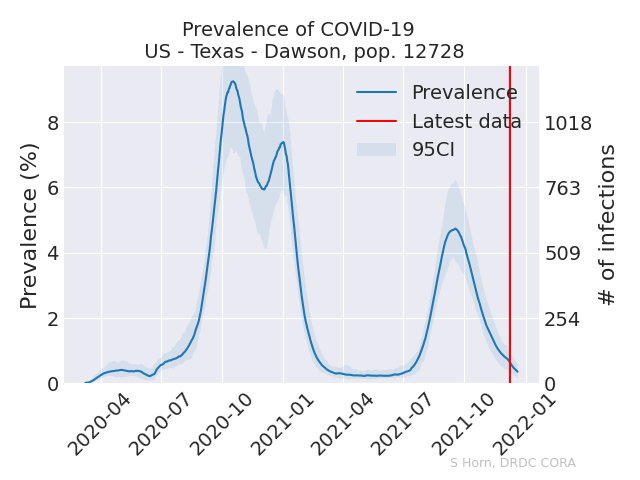 Prevalence of COVID-19
US - Texas - Dawson, pop. 12728
Prevalence
Latest data
95CI
Prevalence (%)
8
6
4
2
0
1018
763
509
254
0
# of infections
2020-04
2020-07
2020-10
2021-01
2021-04
2021-07
2021-10
2022-01
S Horn, DRDC CORA